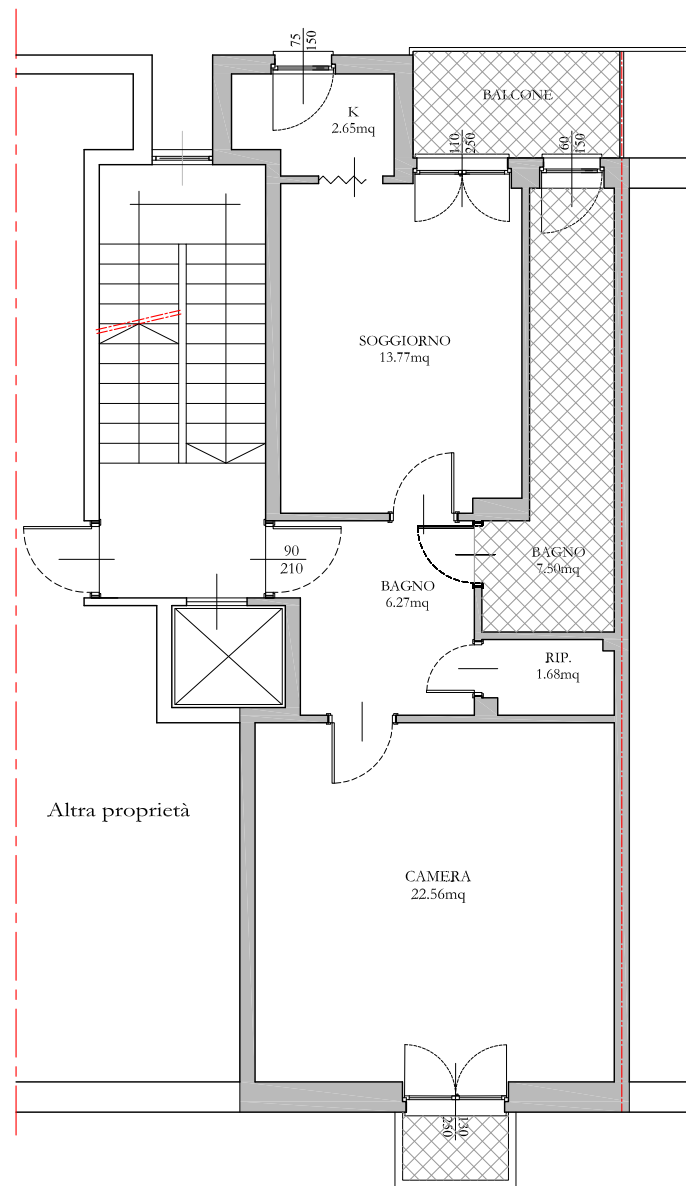 75
150
K
2.65mq
BALCONE
110
250
60
150
SOGGIORNO
13.77mq
90
210
BAGNO
7.50mq
BAGNO
6.27mq
RIP.
1.68mq
Altra proprietà
CAMERA
22.56mq
130
250